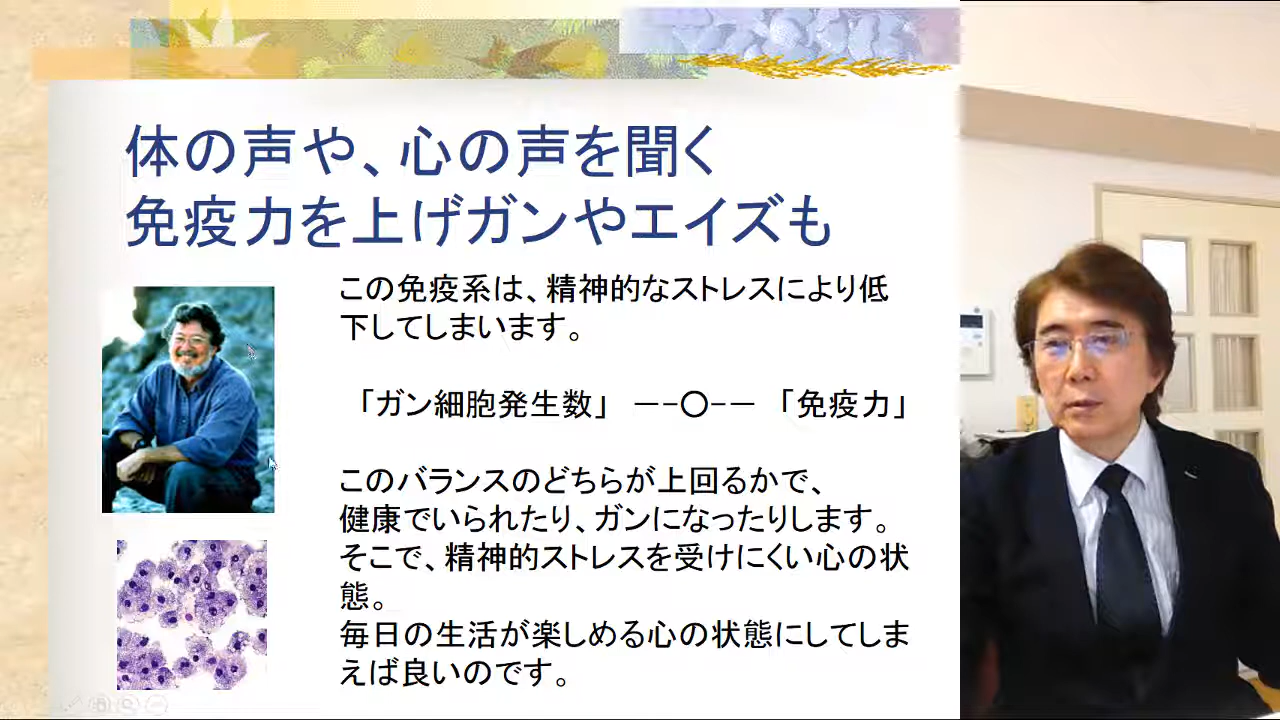 体の声や、心の声を聞く
免疫力を上げガンやエイズも
この免疫系は、精神的なストレスにより低
下してしまいます。
「ガン細胞発生数」 －-〇-－ 「免疫力」
このバランスのどちらが上回るかで、
健康でいられたり、ガンになったりします。
そこで、精神的ストレスを受けにくい心の状
態。
毎日の生活が楽しめる心の状態にしてしま
えば良いのです。